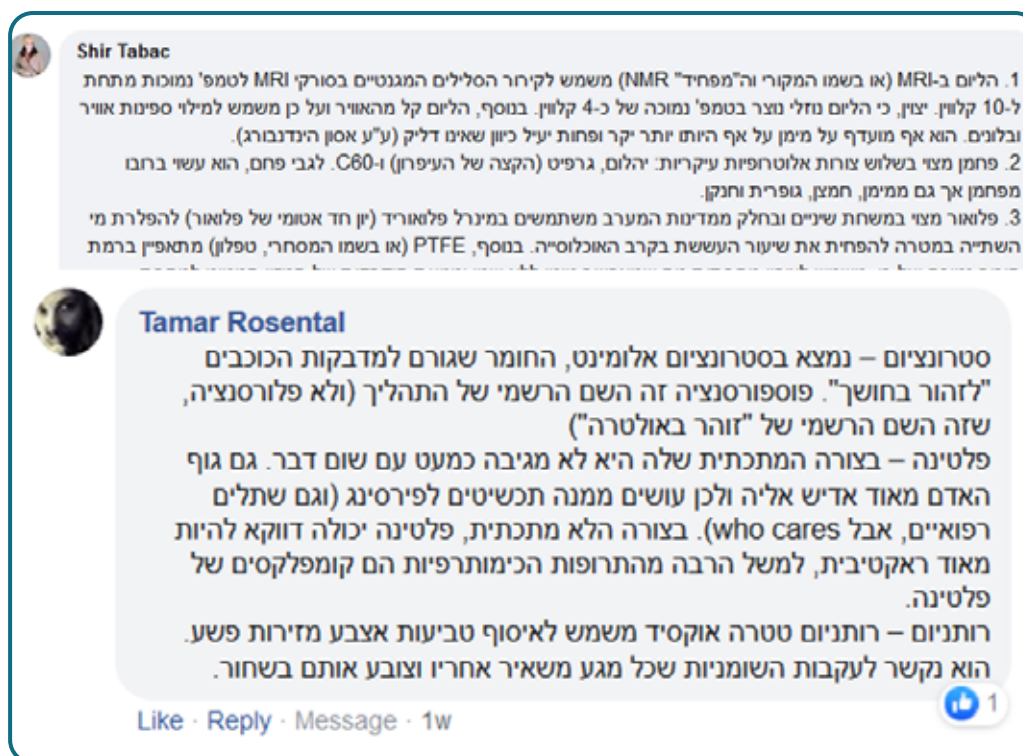 Shir Tabac
1. הליום ב-MRI (או בשמו המקורי וה"מפחיד" NMR) משמש לקירור הסלילים המגנטיים בסורקי MRI לטמפ' נמוכות מתחת
ל-10 קלווין. יצוין, כי הליום נוזלי נוצר בטמפ' נמוכה של כ-4 קלווין. בנוסף, הליום קל מהאוויר ועל כן משמש למילוי ספינות אוויר
ובלונים. הוא אף מועדף על מימן על אף היותו יותר יקר ופחות יעיל כיוון שאינו דליק (ע"ע אסון הינדנבורג).
2. פחמן מצוי בשלוש צורות אלוטרופיות עיקריות: יהלום, גרפיט (הקצה של העיפרון) ו-C60. לגבי פחם, הוא עשוי ברובו
מפחמן אך גם ממימן, חמצן, גופרית וחנקן.
3. פלואור מצוי במשחת שיניים ובחלק ממדינות המערב משתמשים במינרל פלואוריד (יון חד אטומי של פלואור) להפלרת מי
השתייה במטרה להפחית את שיעור העששת בקרב האוכלוסייה. בנוסף, PTFE (או בשמו המסחרי, טפלון) מתאפיין ברמת
Tamar Rosental
סטרונציום – נמצא בסטרונציום אלומינט, החומר שגורם למדבקות הכוכבים
"לזהור בחושך". פוספורסנציה זה השם הרשמי של התהליך (ולא פלורסנציה,
שזה השם הרשמי של "זוהר באולטרה")
פלטינה – בצורה המתכתית שלה היא לא מגיבה כמעט עם שום דבר. גם גוף
האדם מאוד אדיש אליה ולכן עושים ממנה תכשיטים לפירסינג (וגם שתלים
רפואיים, אבל who cares). בצורה הלא מתכתית, פלטינה יכולה דווקא להיות
מאוד ראקטיבית, למשל הרבה מהתרופות הכימותרפיות הם קומפלקסים של
פלטינה.
רותניום – רותניום טטרה אוקסיד משמש לאיסוף טביעות אצבע מזירות פשע.
הוא נקשר לעקבות השומניות שכל מגע משאיר אחריו וצובע אותם בשחור.
1
Like · Reply · Message · 1w